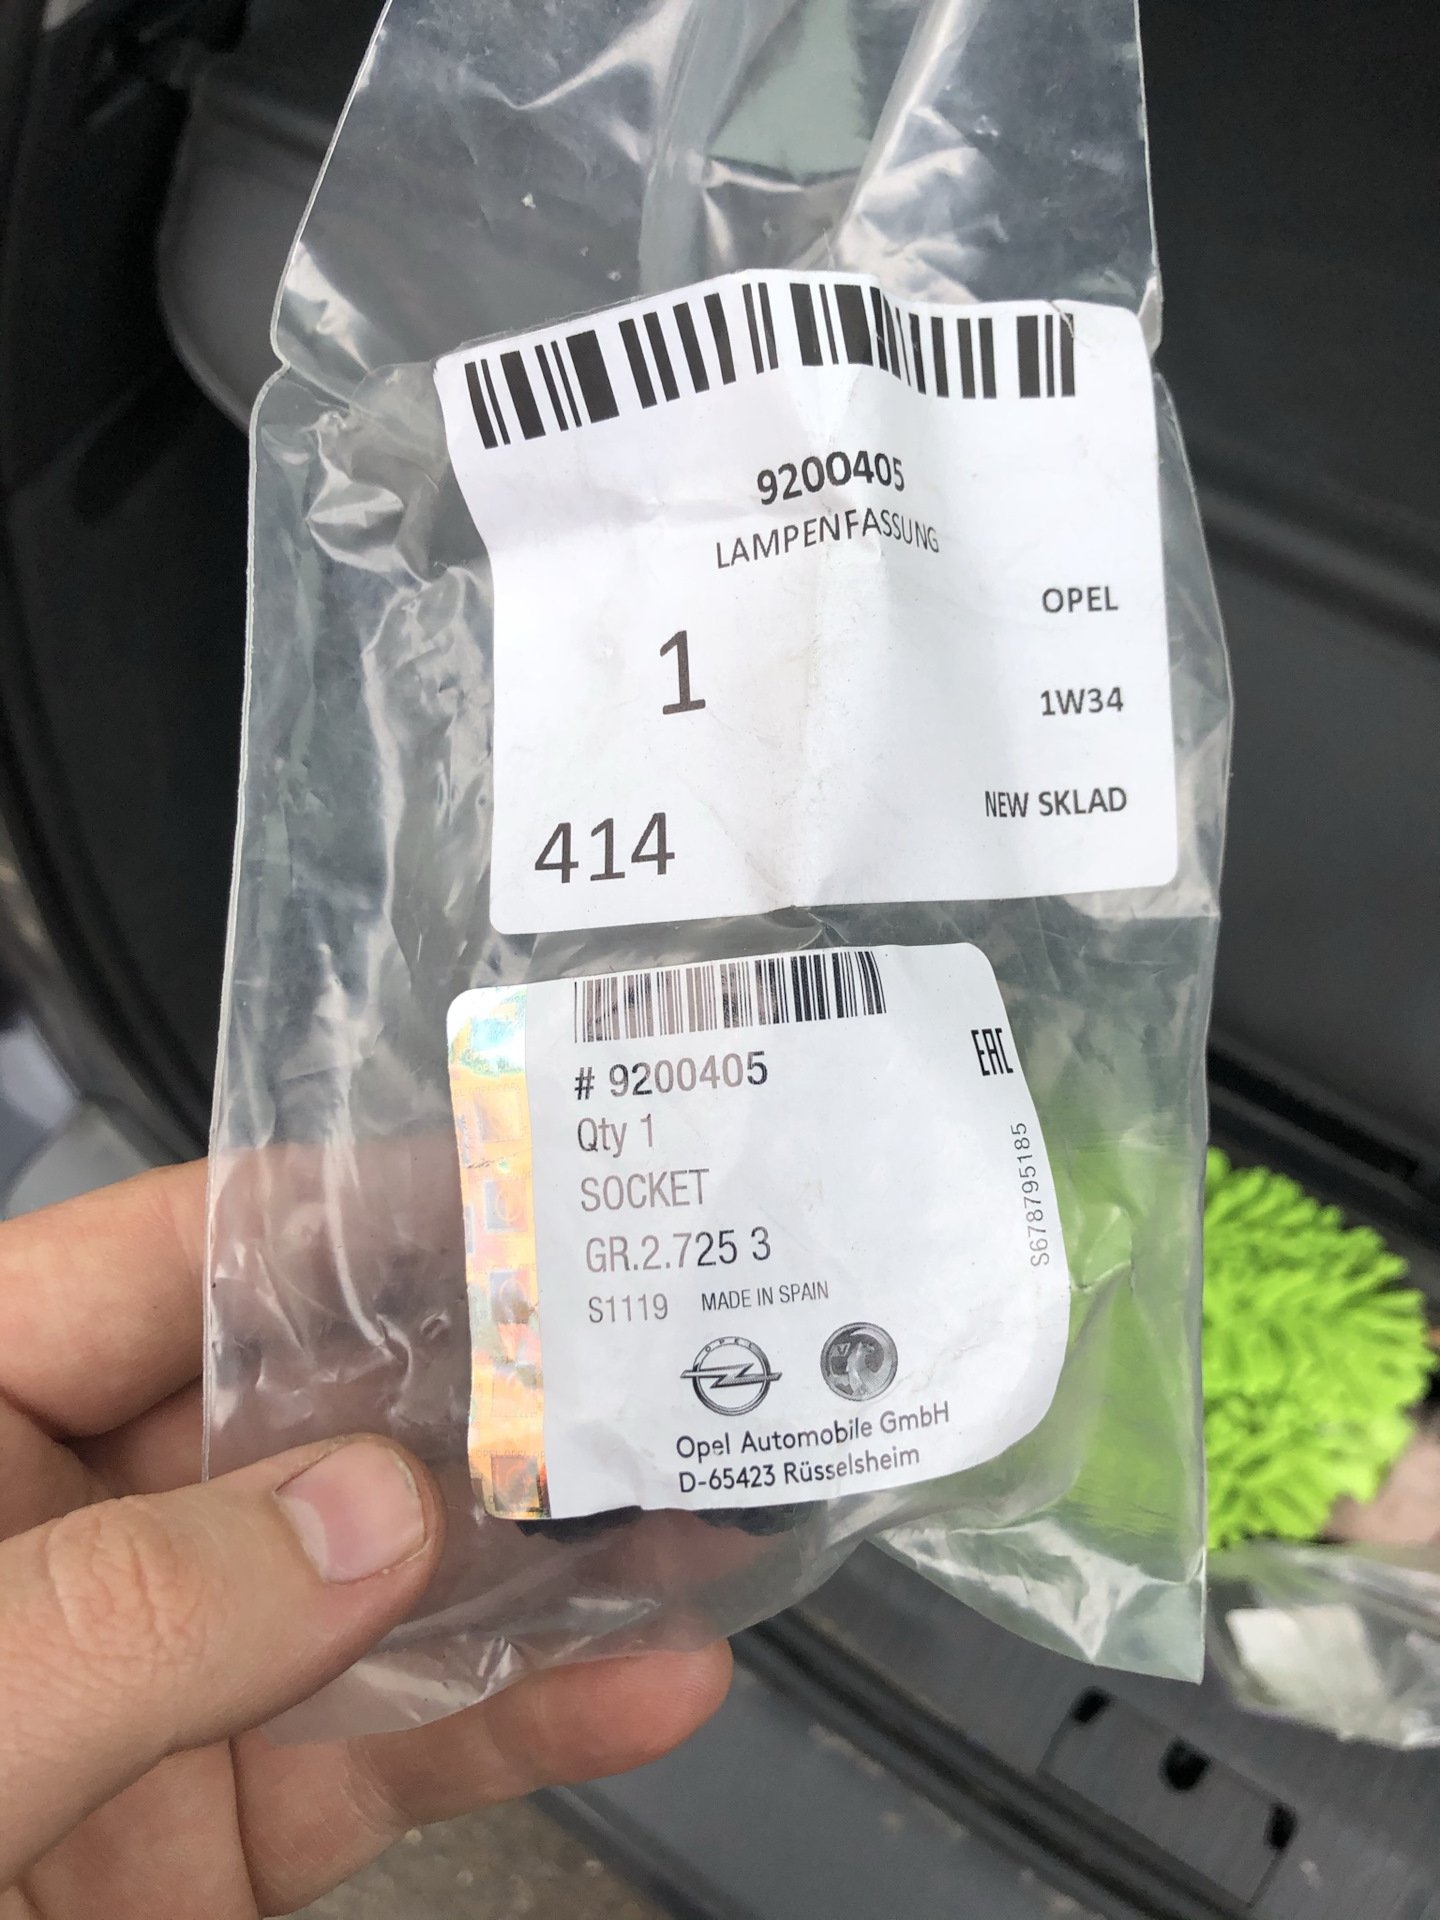 9200405
LAMPENFASSUNG
OPEL
1
1W34
NEW SKLAD
414
# 9200405
EAC
Qty 1
SOCKET
GR.2.725 3
S1119 MADE IN SPAIN
S678795185
OPEL
Opel Automobile GmbH
D-65423 Rüsselsheim